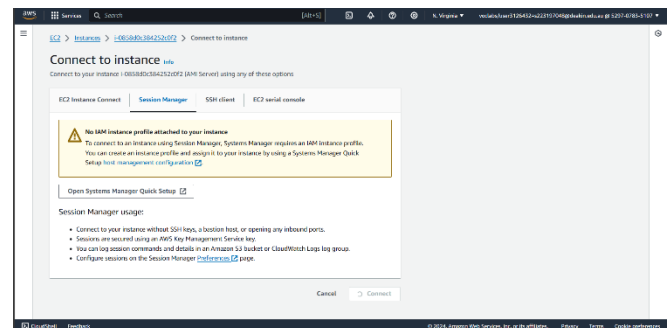 aws
Services
Search
[Alt+S]
N. Virginia
EC2 > Instances > i-0858d0c384252c0f2 > Connect to instance
Connect to instance Info
Connect to your instance i-0858d0c384252c0f2 (AMI Server) using any of these options
EC2 Instance Connect
Session Manager
SSH client
EC2 serial console
No IAM instance profile attached to your instance
To connect to an instance using Session Manager, Systems Manager requires an IAM instance profile.
You can create an instance profile and assign it to your instance by using a Systems Manager Quick
Setup host management configuration
Open Systems Manager Quick Setup
Session Manager usage:
• Connect to your instance without SSH keys, a bastion host, or opening any inbound ports.
• Sessions are secured using an AWS Key Management Service key.
• You can log session commands and details in an Amazon S3 bucket or CloudWatch Logs log group.
• Configure sessions on the Session Manager Preferences page.
Cancel
Connect
CloudShell
Feedback
© 2024, Amazon Web Services, Inc. or its affiliates.
Privacy
Terms
Cookie preferences